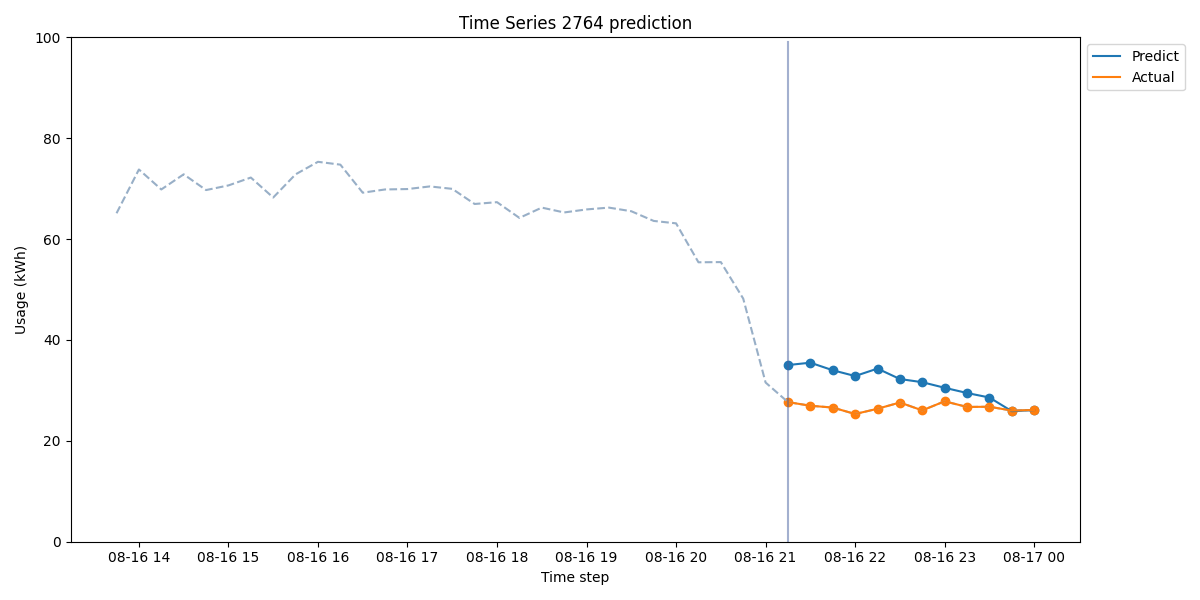 Time Series 2764 prediction
Predict
Actual
100
80
60
40
20
0
Usage (kWh)
08-16 14 08-16 15 08-16 16 08-16 17 08-16 18 08-16 19 08-16 20 08-16 21 08-16 22 08-16 23 08-17 00
Time step